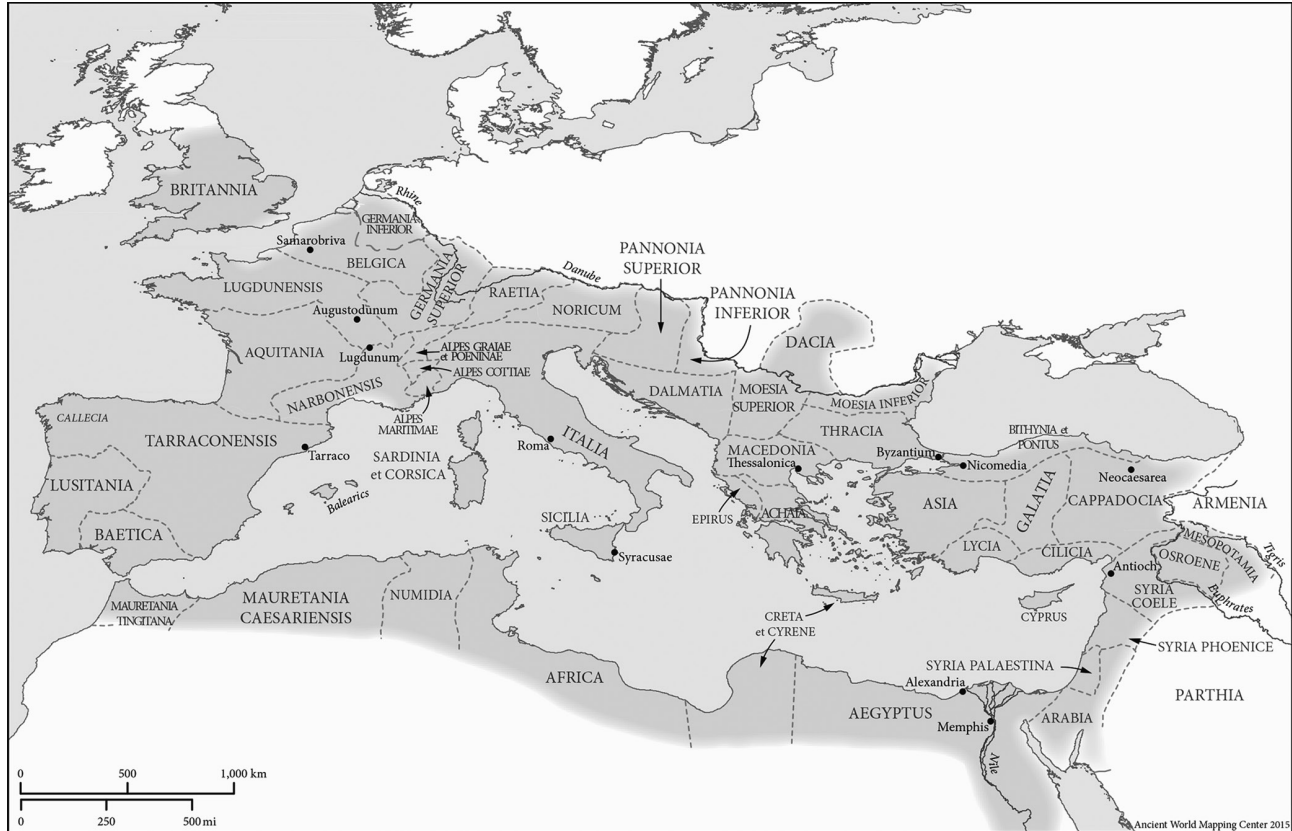 BRITANNIA
Rhine
GERMANIA
INFERIOR
Samarobriva
BELGICA
LUGDUNENSIS
GERMANIA
SUPERIOR
Augustodunum
Lugdunum
AQUITANIA
NARBONENSIS
RAETIA
NORICUM
Danube
PANNONIA
SUPERIOR
PANNONIA
INFERIOR
DACIA
ALPES GRAIAE
et POENINAE
ALPES COTTIAE
ALPES
MARITIMAE
DALMATIA
MOESIA
SUPERIOR
MOESIA INFERIOR
THRACIA
CALLECIA
TARRACONENSIS
Tarraco
LUSITANIA
BAETICA
Balearics
SARDINIA
et CORSICA
Roma
ITALIA
SICILIA
Syracusae
MACEDONIA
Thessalonica
EPIRUS
ACHAIA
Byzantium
Nicomedia
BITHYNIA et
PONTUS
Neocaesarea
ASIA
GALATIA
CAPPADOCIA
ARMENIA
LYCIA
CILICIA
MESOPOTAMIA
OSROENE
Tigris
Antioch
SYRIA
COELE
Euphrates
CYPRUS
SYRIA PHOENICE
SYRIA PALAESTINA
PARTHIA
ARABIA
MAURETANIA
TINGITANA
MAURETANIA
CAESARIENSIS
NUMIDIA
AFRICA
CRETA
et CYRENE
Alexandria
AEGYPTUS
Memphis
Nile
0 500 1,000 km
0 250 500 mi
Ancient World Mapping Center 2015